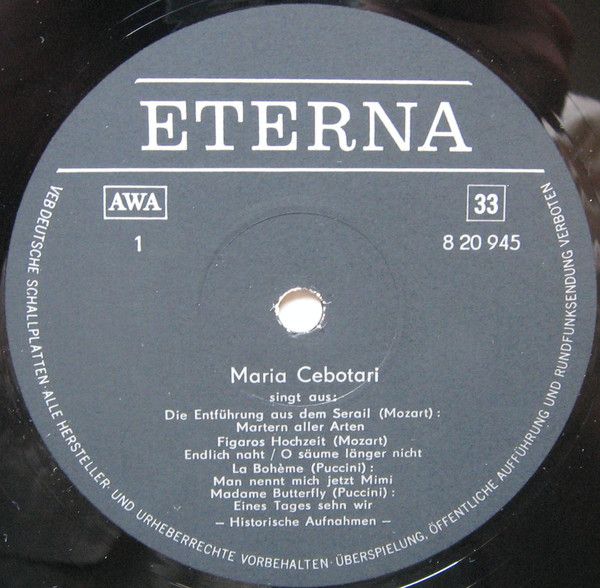 ETERNA
AWA
33
1
8 20 945
Maria Cebotari
singt aus:
Die Entführung aus dem Serail (Mozart):
Martern aller Arten
Figaros Hochzeit (Mozart)
Endlich naht / O säume länger nicht
La Bohème (Puccini):
Man nennt mich jetzt Mimi
Madame Butterfly (Puccini):
Eines Tages sehn wir
– Historische Aufnahmen –
VEB DEUTSCHE SCHALLPLATTEN · ALLE HERSTELLER- UND URHEBERRECHTE VORBEHALTEN · ÜBERSPIELUNG, ÖFFENTLICHE AUFFÜHRUNG UND RUNDFUNKSENDUNG VERBOTEN